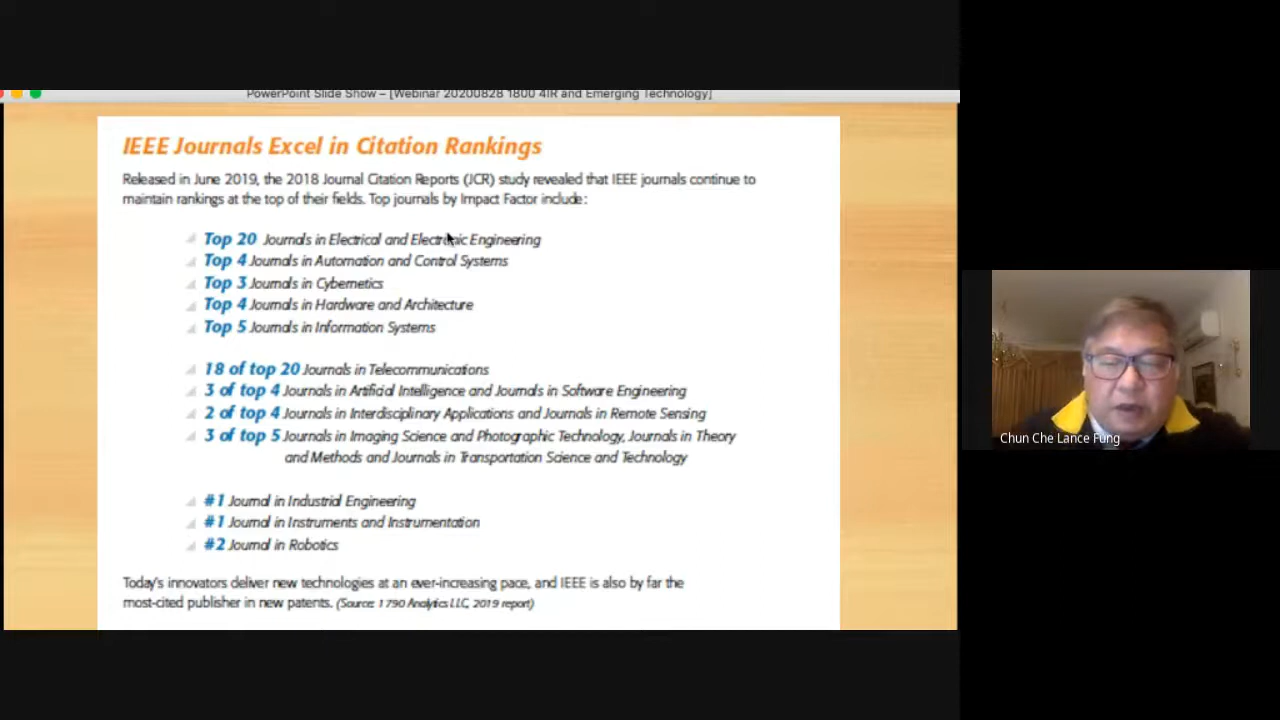 PowerPoint Slide Show – [Webinar 20200828 1800 4IR and Emerging Technology]
IEEE Journals Excel in Citation Rankings
Released in June 2019, the 2018 Journal Citation Reports (JCR) study revealed that IEEE journals continue to
maintain rankings at the top of their fields. Top journals by Impact Factor include:
Top 20 Journals in Electrical and Electronic Engineering
Top 4 Journals in Automation and Control Systems
Top 3 Journals in Cybernetics
Top 4 Journals in Hardware and Architecture
Top 5 Journals in Information Systems
18 of top 20 Journals in Telecommunications
3 of top 4 Journals in Artificial Intelligence and Journals in Software Engineering
2 of top 4 Journals in Interdisciplinary Applications and Journals in Remote Sensing
3 of top 5 Journals in Imaging Science and Photographic Technology, Journals in Theory
and Methods and Journals in Transportation Science and Technology
#1 Journal in Industrial Engineering
#1 Journal in Instruments and Instrumentation
#2 Journal in Robotics
Today's innovators deliver new technologies at an ever-increasing pace, and IEEE is also by far the
most-cited publisher in new patents. (Source: 1790 Analytics LLC, 2019 report)
Chun Che Lance Fung